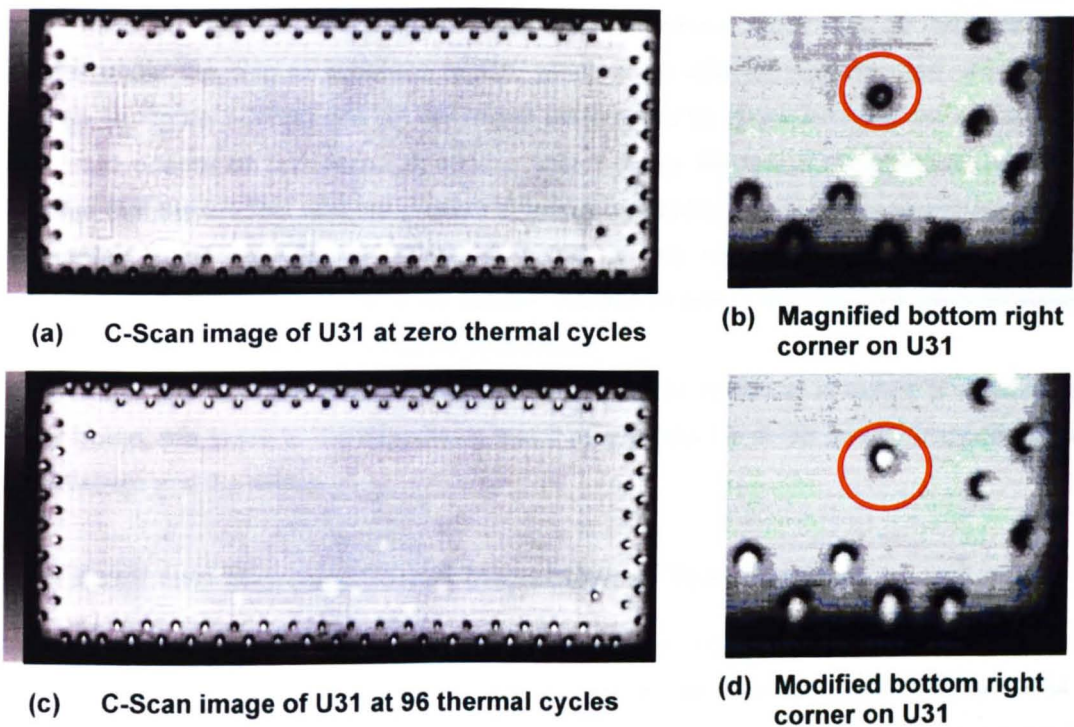 (a) C-Scan image of U31 at zero thermal cycles
(b) Magnified bottom right
corner on U31
(c) C-Scan image of U31 at 96 thermal cycles
(d) Modified bottom right
corner on U31